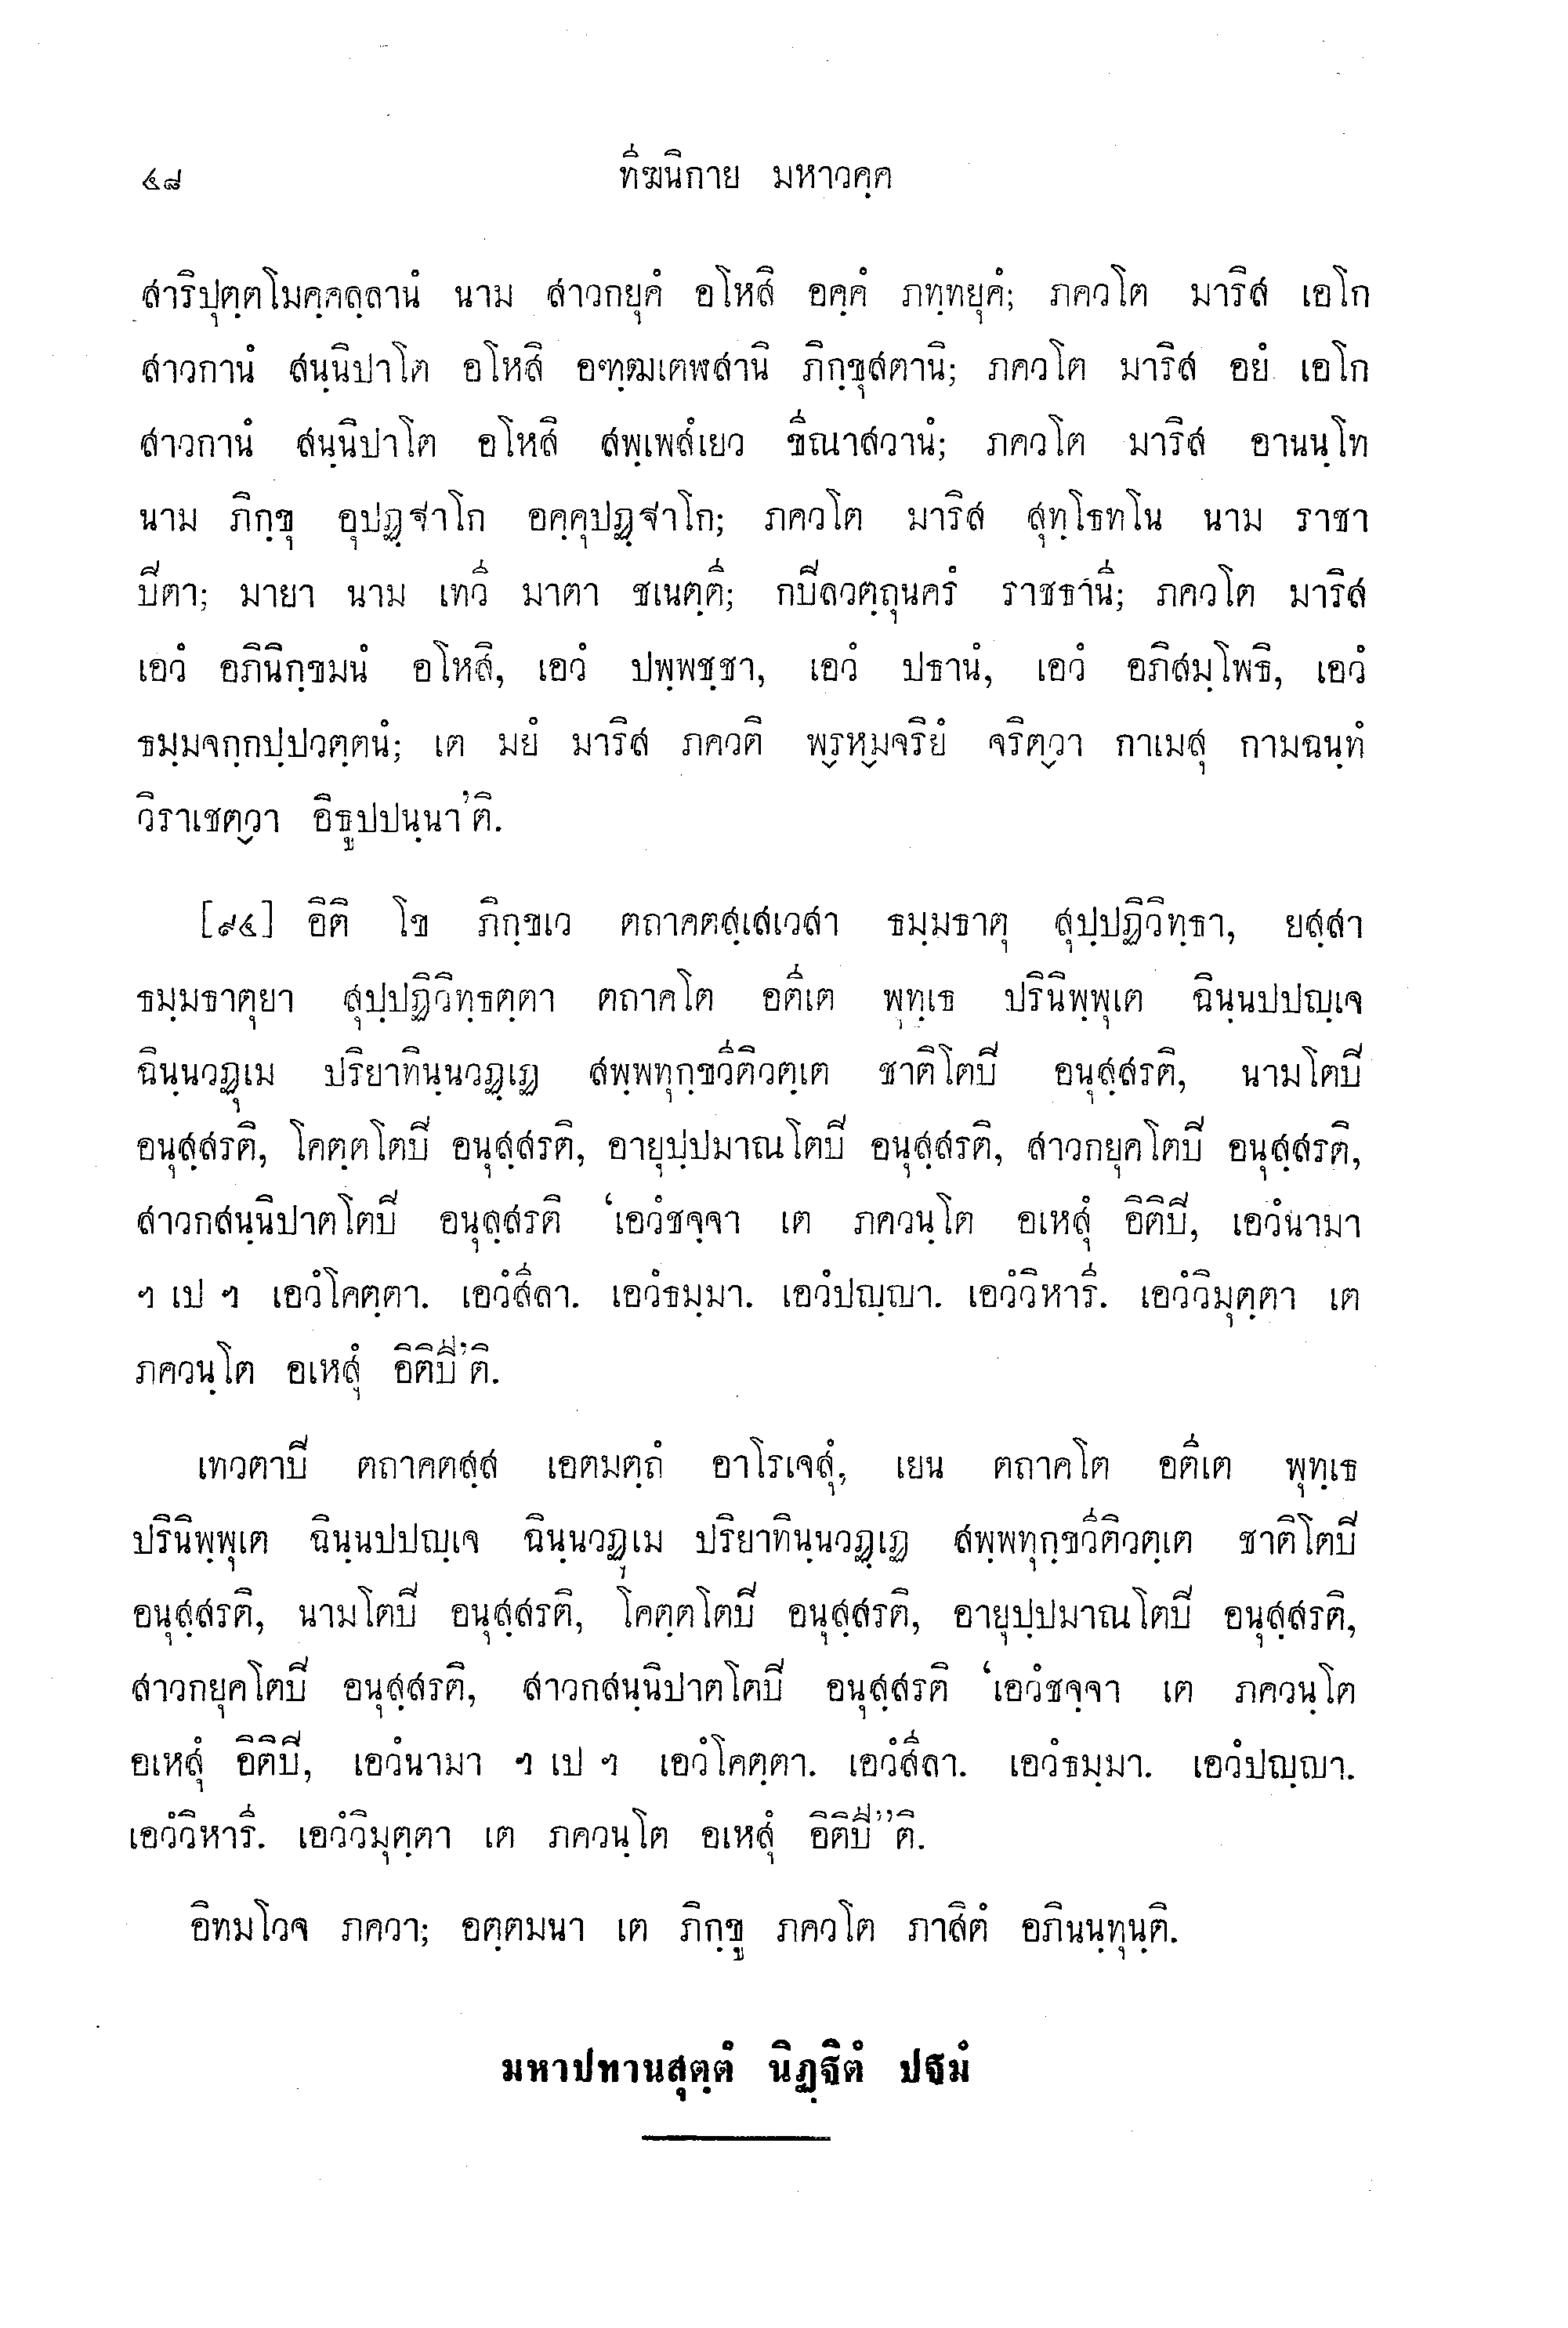 ๔๘ ทีฆนิกาย มหาวคฺค
สาริปุตฺตโมคฺคลฺลานํ นาม สาวกยุคํ อโหสิ อคฺคํ ภทฺทยุคํ; ภควโต มาริส เอโก
สาวกานํ สนฺนิปาโต อโหสิ อฑฺฒเตฬสานิ ภิกฺขุสตานิ; ภควโต มาริส อยํ เอโก
สาวกานํ สนฺนิปาโต อโหสิ สพฺเพสํเยว ขีณาสวานํ; ภควโต มาริส อานนฺโท
นาม ภิกฺขุ อุปฏฺฐาโก อคฺคุปฏฺฐาโก; ภควโต มาริส สุทฺโธทโน นาม ราชา
ปิตา; มายา นาม เทวี มาตา ชเนตฺตี; กปิลวตฺถุนครํ ราชธานี; ภควโต มาริส
เอวํ อภินิกฺขมนํ อโหสิ, เอวํ ปพฺพชฺชา, เอวํ ปธานํ, เอวํ อภิสมฺโพธิ, เอวํ
ธมฺมจกฺกปฺปวตฺตนํ; เต มยํ มาริส ภควติ พฺรหฺมจริยํ จริตฺวา กาเมสุ กามฉนฺทํ
วิราเชตฺวา อิธูปปนฺนา’ติ.
[๙๔] อิติ โข ภิกฺขเว ตถาคตสฺเสเวสา ธมฺมธาตุ สุปฺปฏิวิทฺธา, ยสฺสา
ธมฺมธาตุยา สุปฺปฏิวิทฺธตฺตา ตถาคโต อตีเต พุทฺเธ ปรินิพฺพุเต ฉินฺนปปญฺเจ
ฉินฺนวฏุเม ปริยาทินฺนวฏฺเฏ สพฺพทุกฺขวีติวตฺเต ชาติโตปิ อนุสฺสรติ, นามโตปิ
อนุสฺสรติ, โคตฺตโตปิ อนุสฺสรติ, อายุปฺปมาณโตปิ อนุสฺสรติ, สาวกยุคโตปิ อนุสฺสรติ,
สาวกสนฺนิปาตโตปิ อนุสฺสรติ ‘เอวํชจฺจา เต ภควนฺโต อเหสุํ อิติปิ, เอวํนามา
ฯ เป ฯ เอวํโคตฺตา. เอวํสีลา. เอวํธมฺมา. เอวํปญฺญา. เอวํวิหารี. เอวํวิมุตฺตา เต
ภควนฺโต อเหสุํ อิติปี’ติ.
เทวตาปิ ตถาคตสฺส เอตมตฺถํ อาโรเจสุํ, เยน ตถาคโต อตีเต พุทฺเธ
ปรินิพฺพุเต ฉินฺนปปญฺเจ ฉินฺนวฏุเม ปริยาทินฺนวฏฺเฏ สพฺพทุกฺขวีติวตฺเต ชาติโตปิ
อนุสฺสรติ, นามโตปิ อนุสฺสรติ, โคตฺตโตปิ อนุสฺสรติ, อายุปฺปมาณโตปิ อนุสฺสรติ,
สาวกยุคโตปิ อนุสฺสรติ, สาวกสนฺนิปาตโตปิ อนุสฺสรติ ‘เอวํชจฺจา เต ภควนฺโต
อเหสุํ อิติปิ, เอวํนามา ฯ เป ฯ เอวํโคตฺตา. เอวํสีลา. เอวํธมฺมา. เอวํปญฺญา.
เอวํวิหารี. เอวํวิมุตฺตา เต ภควนฺโต อเหสุํ อิติปี”ติ.
อิทมโวจ ภควา; อตฺตมนา เต ภิกฺขู ภควโต ภาสิตํ อภินนฺทุนฺติ.
มหาปทานสุตฺตํ นิฏฺฐิตํ ปฐมํ